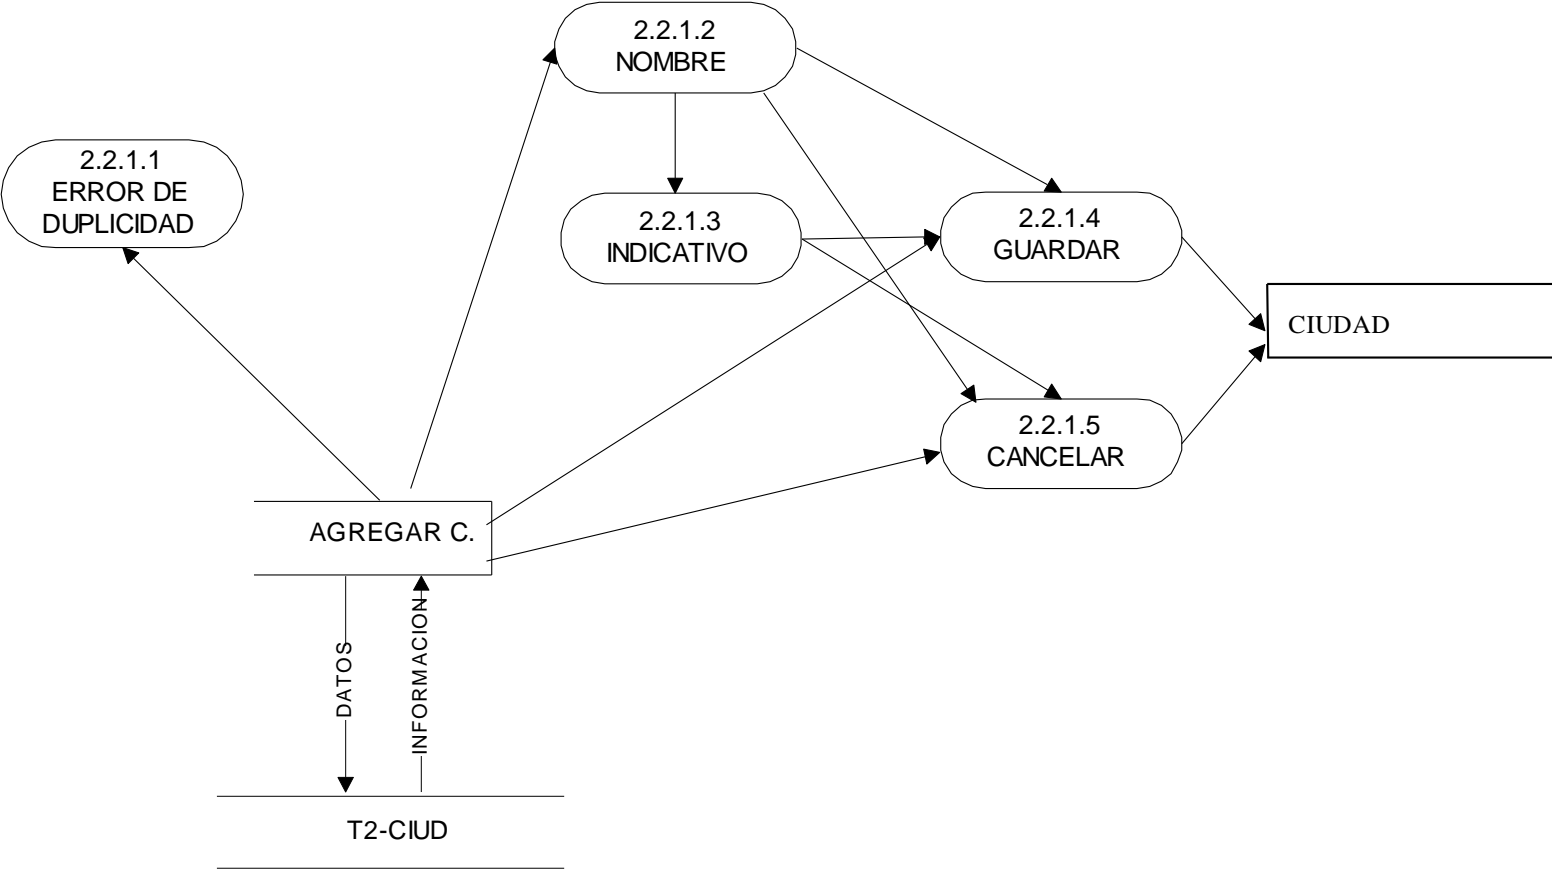 2.2.1.2
NOMBRE
2.2.1.1
ERROR DE
DUPLICIDAD
2.2.1.3
INDICATIVO
2.2.1.4
GUARDAR
CIUDAD
2.2.1.5
CANCELAR
AGREGAR C.
DATOS
INFORMACION
T2-CIUD